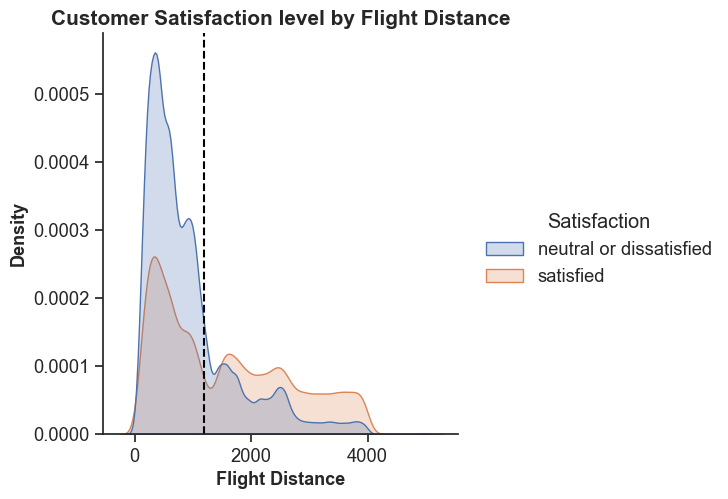 Customer Satisfaction level by Flight Distance
0.0005
0.0004
0.0003
0.0002
0.0001
0.0000
Density
0
2000
4000
Flight Distance
Satisfaction
neutral or dissatisfied
satisfied